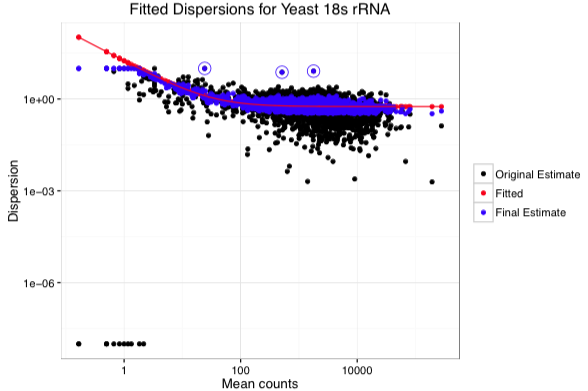 Fitted Dispersions for Yeast 18s rRNA
1e+00
1e−03
1e−06
Dispersion
1
100
10000
Mean counts
Original Estimate
Fitted
Final Estimate